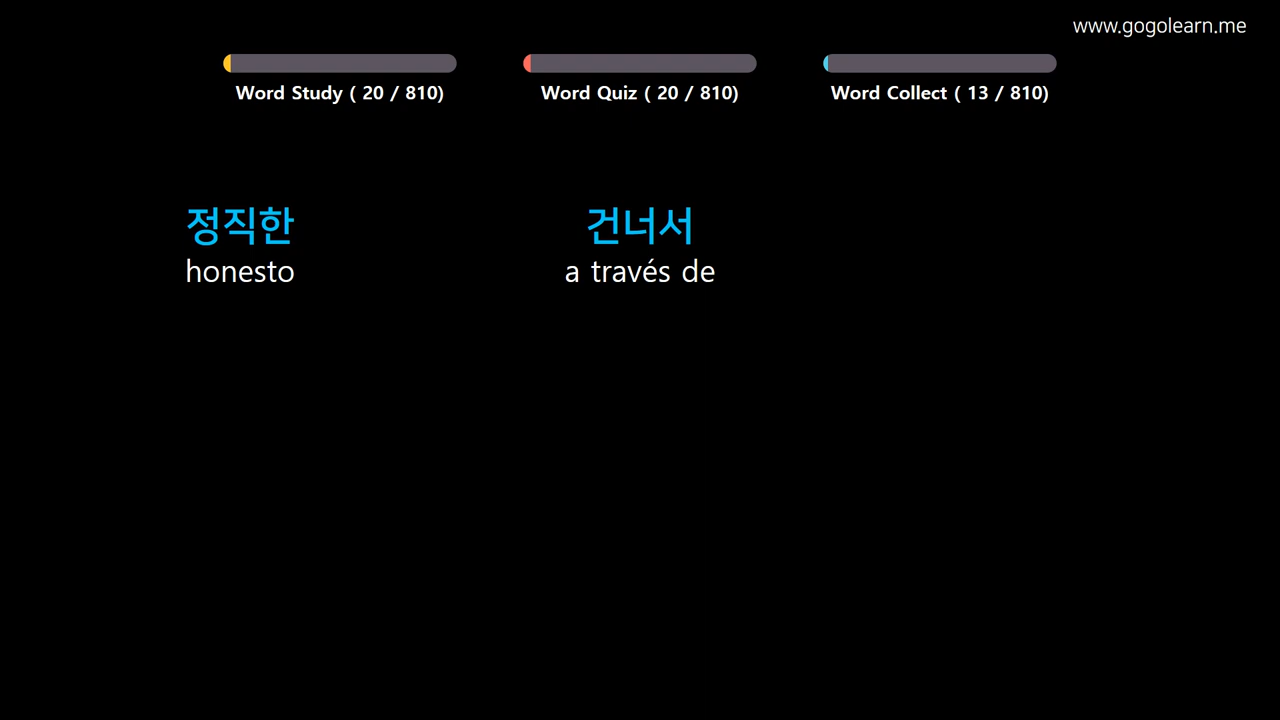 www.gogolearn.me
Word Study ( 20 / 810)
Word Quiz ( 20 / 810)
Word Collect ( 13 / 810)
정직한
honesto
건너서
a través de